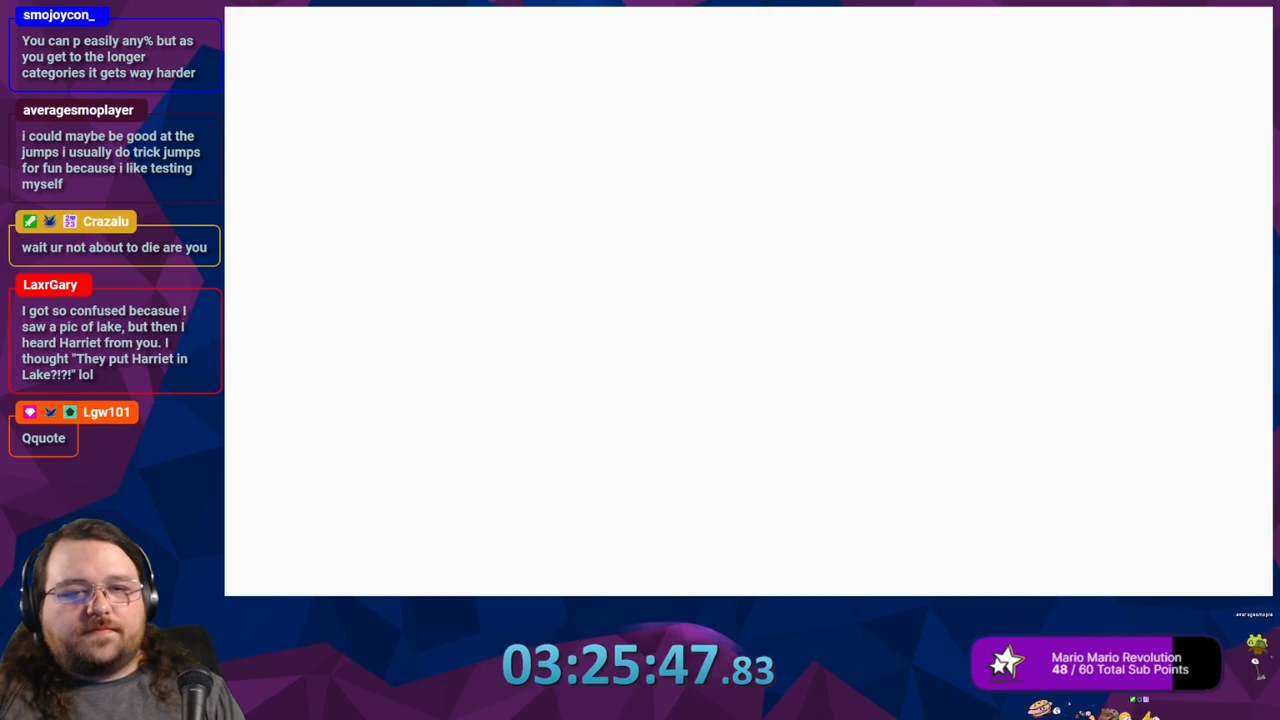 smojoycon_
You can p easily any% but as
you get to the longer
categories it gets way harder
averagesmoplayer
i could maybe be good at the
jumps i usually do trick jumps
for fun because i like testing
myself
Crazalu
wait ur not about to die are you
LaxrGary
I got so confused becasue I
saw a pic of lake, but then I
heard Harriet from you. I
thought "They put Harriet in
Lake?!?!" lol
Lgw101
Qquote
03:25:47.83
Mario Mario Revolution
48 / 60 Total Sub Points